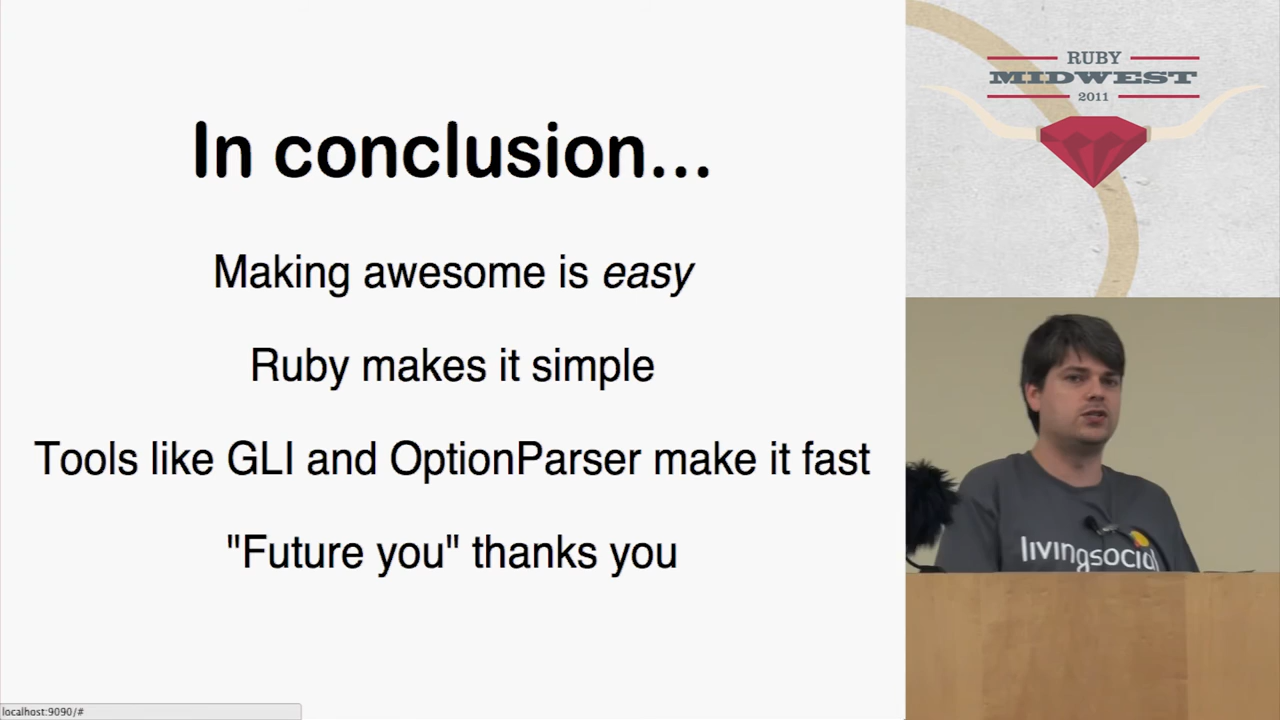 In conclusion...
Making awesome is easy
Ruby makes it simple
Tools like GLI and OptionParser make it fast
"Future you" thanks you
localhost:9090/#
RUBY
MIDWEST
2011
livingsocial